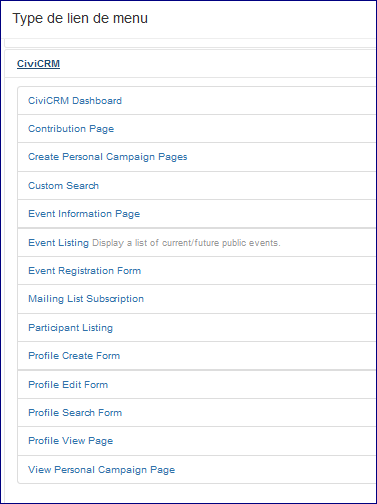 Type de lien de menu
CiviCRM
CiviCRM Dashboard
Contribution Page
Create Personal Campaign Pages
Custom Search
Event Information Page
Event Listing Display a list of current/future public events.
Event Registration Form
Mailing List Subscription
Participant Listing
Profile Create Form
Profile Edit Form
Profile Search Form
Profile View Page
View Personal Campaign Page